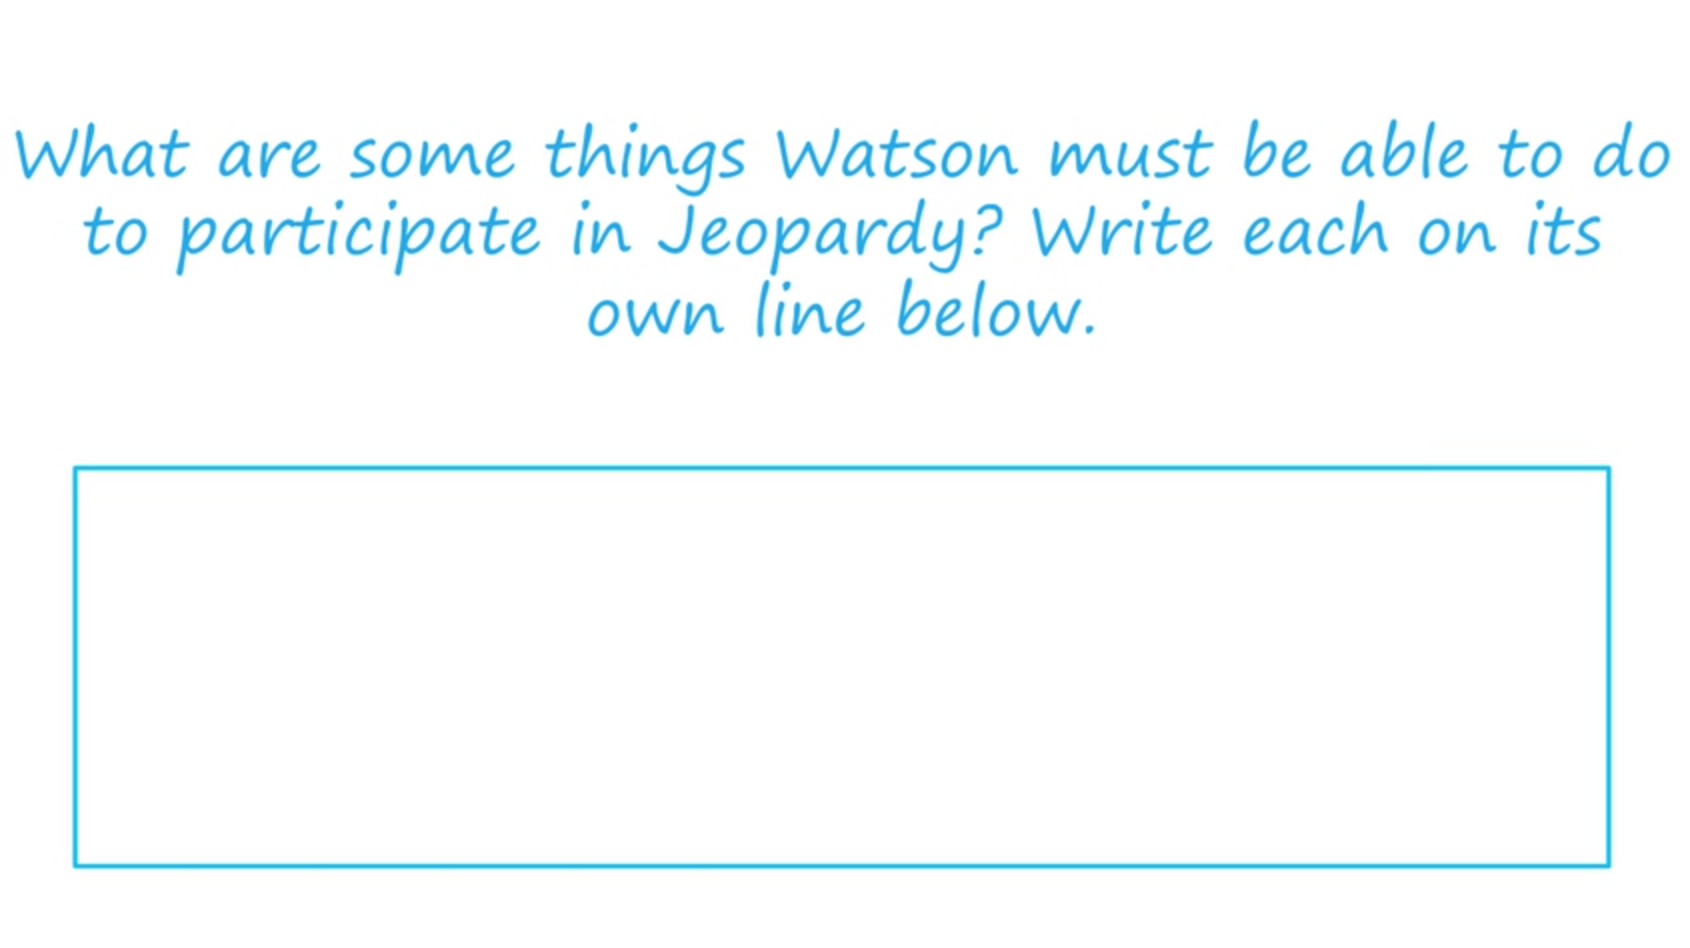 What are some things Watson must be able to do
to participate in Jeopardy? Write each on its
own line below.